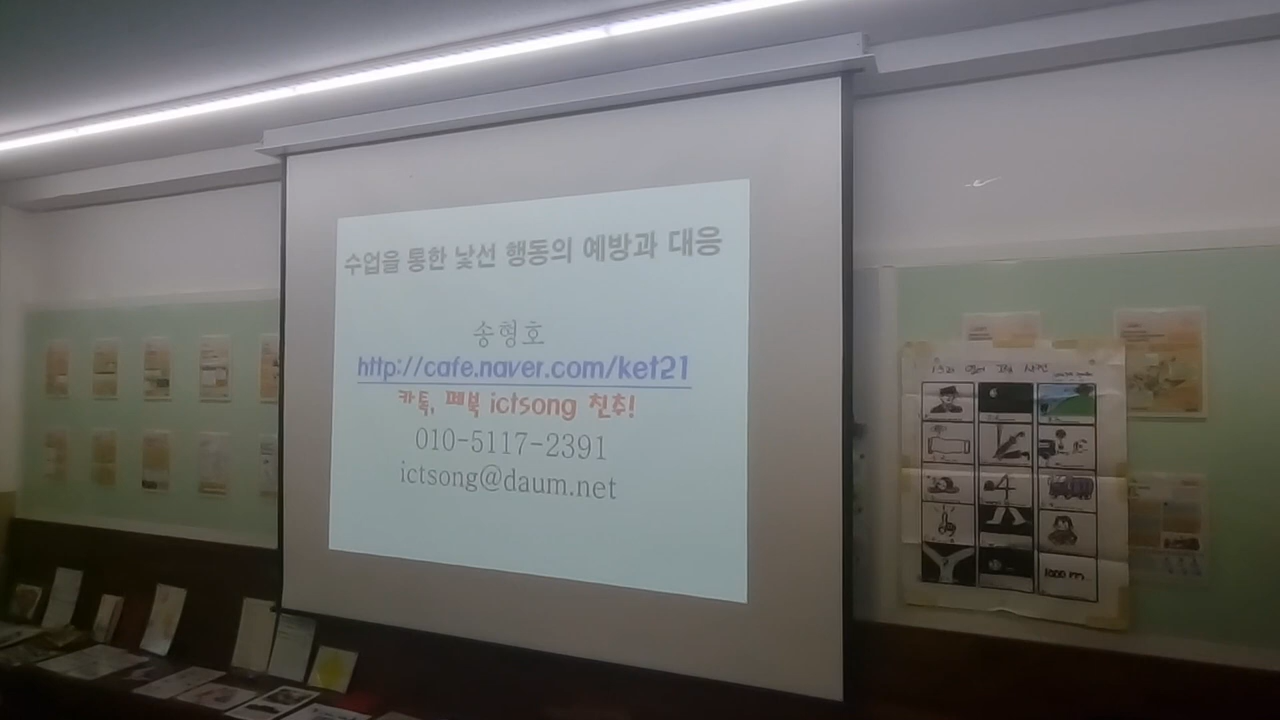 수업을 통한 낯선 행동의 예방과 대응
송형호
http://cafe.naver.com/ket21
카톡, 페북 ictsong 친추!
010-5117-2391
ictsong@daum.net